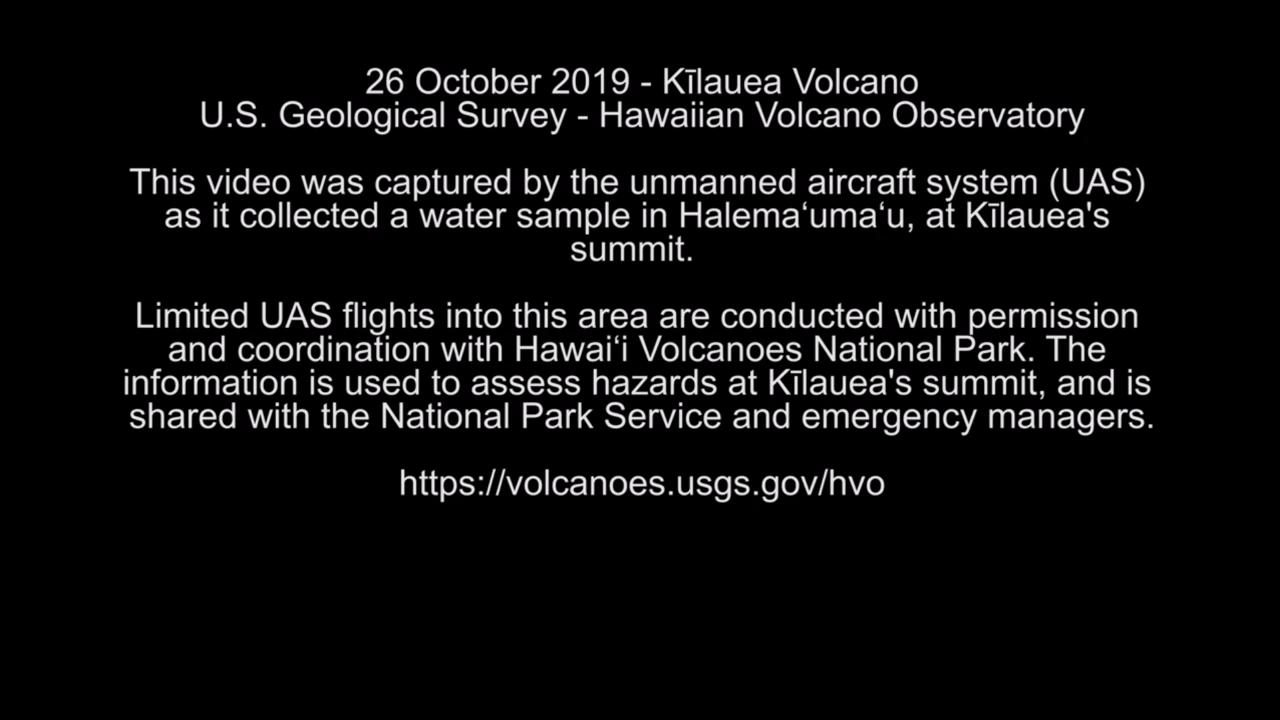 26 October 2019 - Kīlauea Volcano
U.S. Geological Survey - Hawaiian Volcano Observatory
This video was captured by the unmanned aircraft system (UAS)
as it collected a water sample in Halemaʻumaʻu, at Kīlauea's
summit.
Limited UAS flights into this area are conducted with permission
and coordination with Hawaiʻi Volcanoes National Park. The
information is used to assess hazards at Kīlauea's summit, and is
shared with the National Park Service and emergency managers.
https://volcanoes.usgs.gov/hvo